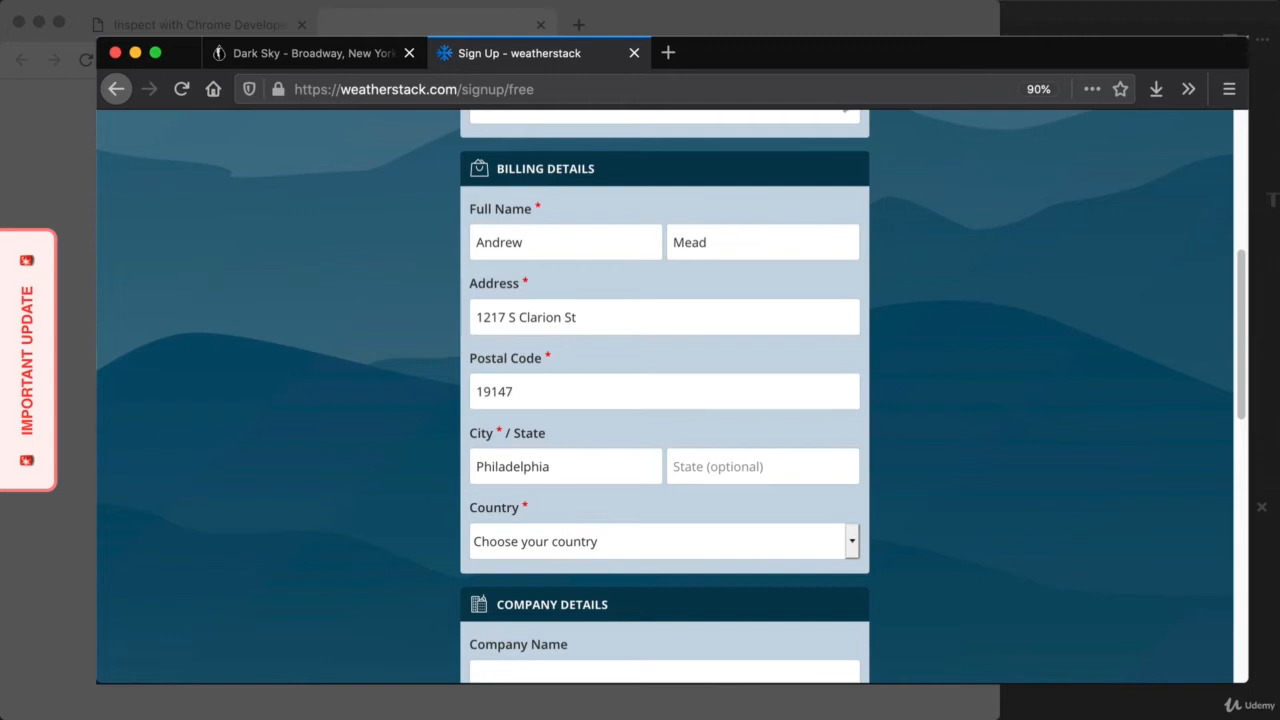 Inspect with Chrome Develope
Dark Sky - Broadway, New York
Sign Up - weatherstack
https://weatherstack.com/signup/free
90%
BILLING DETAILS
Full Name *
Andrew
Mead
Address *
1217 S Clarion St
Postal Code *
19147
City * / State
Philadelphia
State (optional)
Country *
Choose your country
COMPANY DETAILS
Company Name
IMPORTANT UPDATE
Udemy